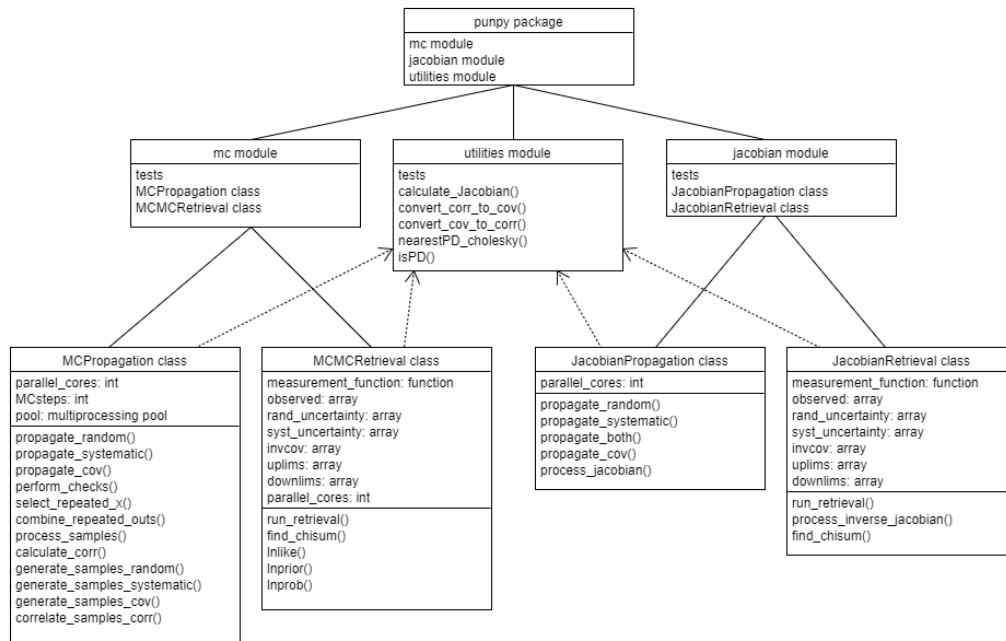 punpy package
mc module
jacobian module
utilities module
mc module
tests
MCPropagation class
MCMCRetrieval class
utilities module
tests
calculate_Jacobian()
convert_corr_to_cov()
convert_cov_to_corr()
nearestPD_cholesky()
isPD()
jacobian module
tests
JacobianPropagation class
JacobianRetrieval class
MCPropagation class
parallel_cores: int
MCsteps: int
pool: multiprocessing pool
propagate_random()
propagate_systematic()
propagate_cov()
perform_checks()
select_repeated_x()
combine_repeated_outs()
process_samples()
calculate_corr()
generate_samples_random()
generate_samples_systematic()
generate_samples_cov()
correlate_samples_corr()
MCMCRetrieval class
measurement_function: function
observed: array
rand_uncertainty: array
syst_uncertainty: array
invcov: array
uplims: array
downlims: array
parallel_cores: int
run_retrieval()
find_chisum()
lnlike()
lnprior()
lnprob()
JacobianPropagation class
parallel_cores: int
propagate_random()
propagate_systematic()
propagate_both()
propagate_cov()
process_jacobian()
JacobianRetrieval class
measurement_function: function
observed: array
rand_uncertainty: array
syst_uncertainty: array
invcov: array
uplims: array
downlims: array
run_retrieval()
process_inverse_jacobian()
find_chisum()